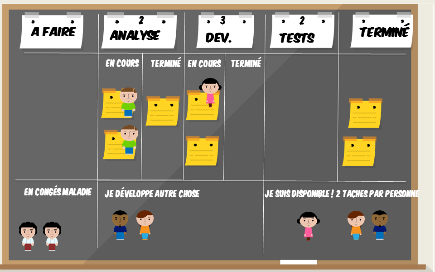 A FAIRE
2
ANALYSE
3
DEV.
2
TESTS
TERMINÉ
EN COURS
TERMINÉ
EN COURS
TERMINÉ
EN CONGÉS MALADIE
JE DÉVELOPPE AUTRE CHOSE
JE SUIS DISPONIBLE ! 2 TACHES PAR PERSONNE